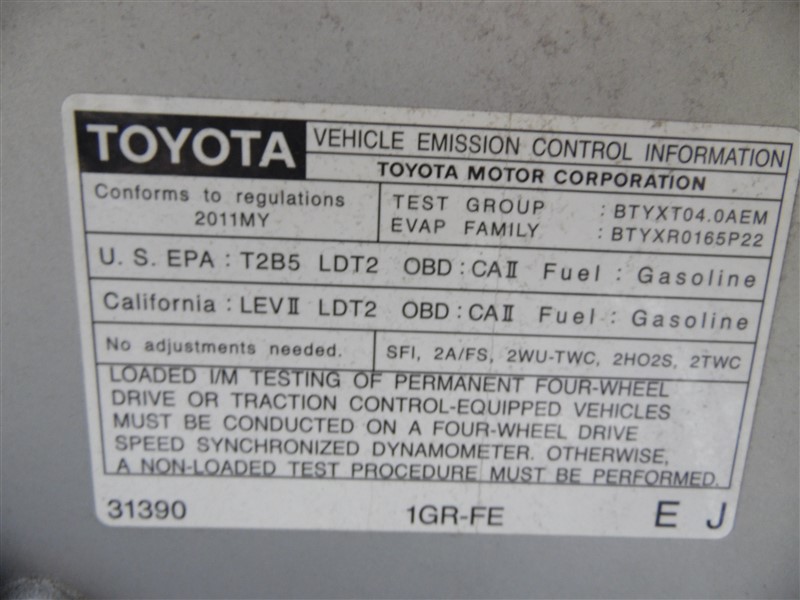 TOYOTA
VEHICLE EMISSION CONTROL INFORMATION
TOYOTA MOTOR CORPORATION
Conforms to regulations
2011MY
TEST GROUP : BTYXT04.0AEM
EVAP FAMILY : BTYXR0165P22
U. S. EPA : T2B5 LDT2 OBD : CAⅡ Fuel : Gasoline
California : LEVⅡ LDT2 OBD : CAⅡ Fuel : Gasoline
No adjustments needed.
SFI, 2A/FS, 2WU-TWC, 2HO2S, 2TWC
LOADED I/M TESTING OF PERMANENT FOUR-WHEEL
DRIVE OR TRACTION CONTROL-EQUIPPED VEHICLES
MUST BE CONDUCTED ON A FOUR-WHEEL DRIVE
SPEED SYNCHRONIZED DYNAMOMETER. OTHERWISE,
A NON-LOADED TEST PROCEDURE MUST BE PERFORMED.
31390 1GR-FE E J